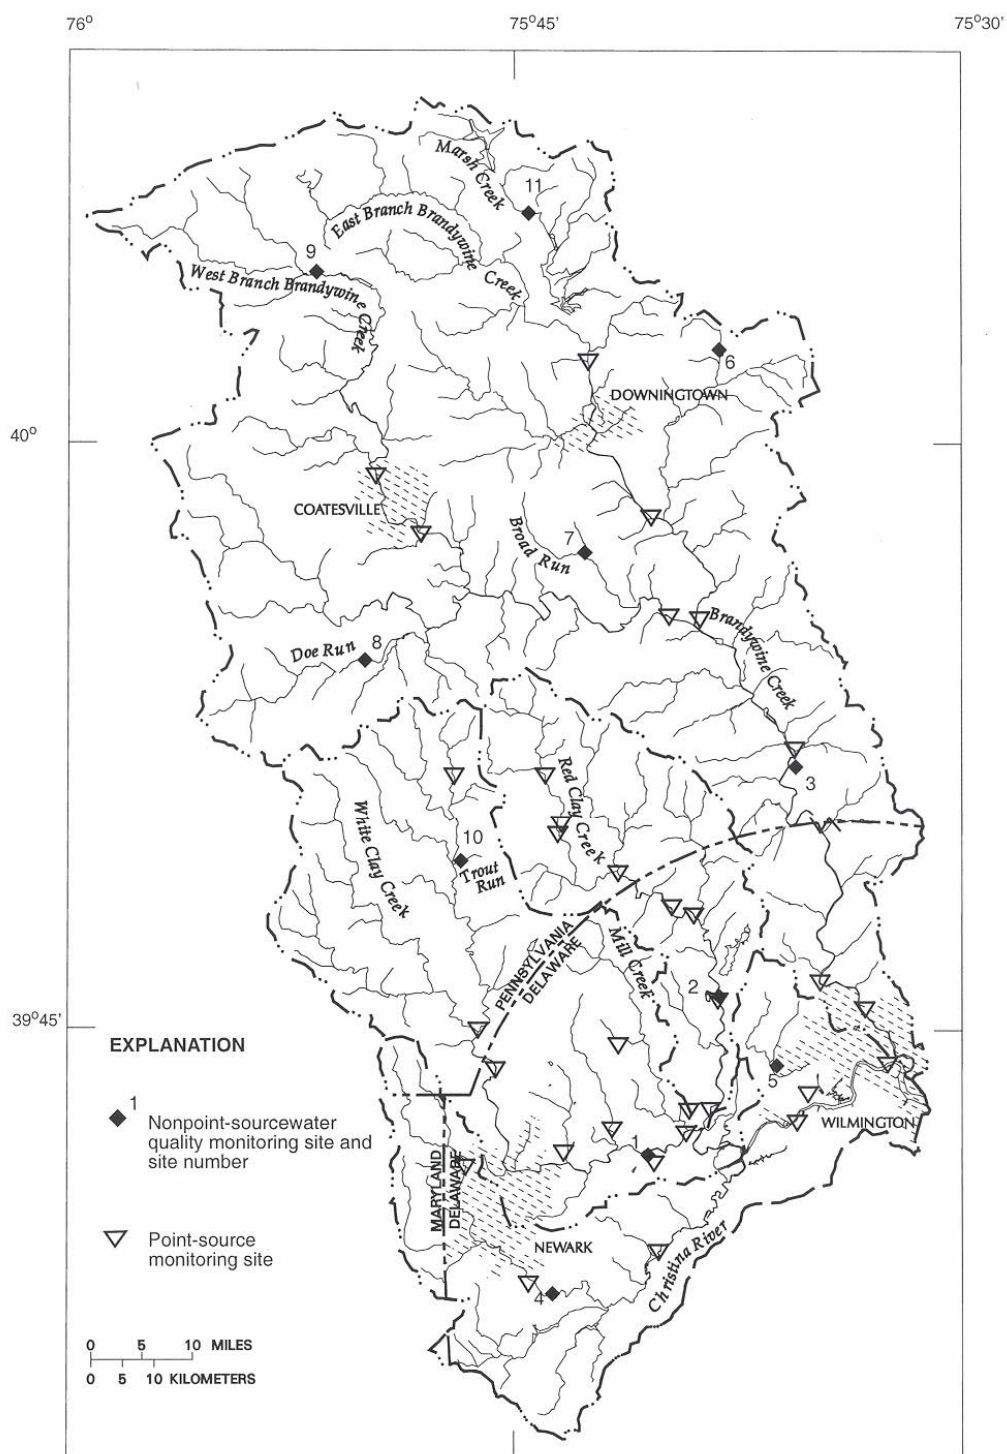 76°
75°45'
75°30'
Marsh Creek
11
East Branch Brandywine
Creek
9
West Branch Brandywine
Creek
6
DOWNINGTOWN
40°
COATESVILLE
Broad Run
7
Brandywine Creek
Doe Run
8
3
Red Clay Creek
White Clay Creek
10
Trout
Run
PENNSYLVANIA
DELAWARE
Mill Creek
2
39°45'
5
WILMINGTON
1
MARYLAND
DELAWARE
NEWARK
Christina River
4
EXPLANATION
1
Nonpoint-sourcewater
quality monitoring site and
site number
Point-source
monitoring site
0 5 10 MILES
0 5 10 KILOMETERS